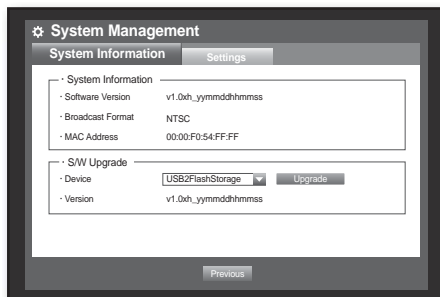 System Management
System Information Settings
· System Information
· Software Version v1.0xh_yymmddhhmmss
· Broadcast Format NTSC
· MAC Address 00:00:F0:54:FF:FF
· S/W Upgrade
· Device USB2FlashStorage Upgrade
· Version v1.0xh_yymmddhhmmss
Previous